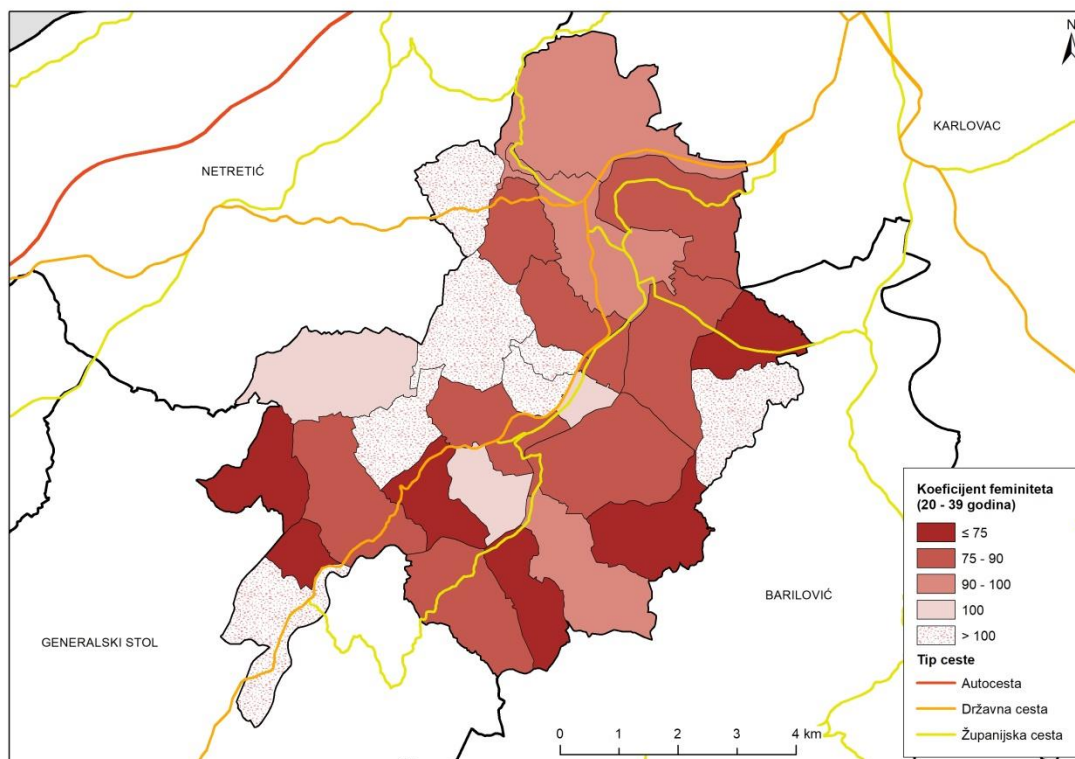 N
KARLOVAC
NETRETIĆ
BARILOVIĆ
GENERALSKI STOL
Koeficijent feminiteta
(20 - 39 godina)
≤ 75
75 - 90
90 - 100
100
> 100
Tip ceste
Autocesta
Državna cesta
Županijska cesta
0 1 2 3 4 km